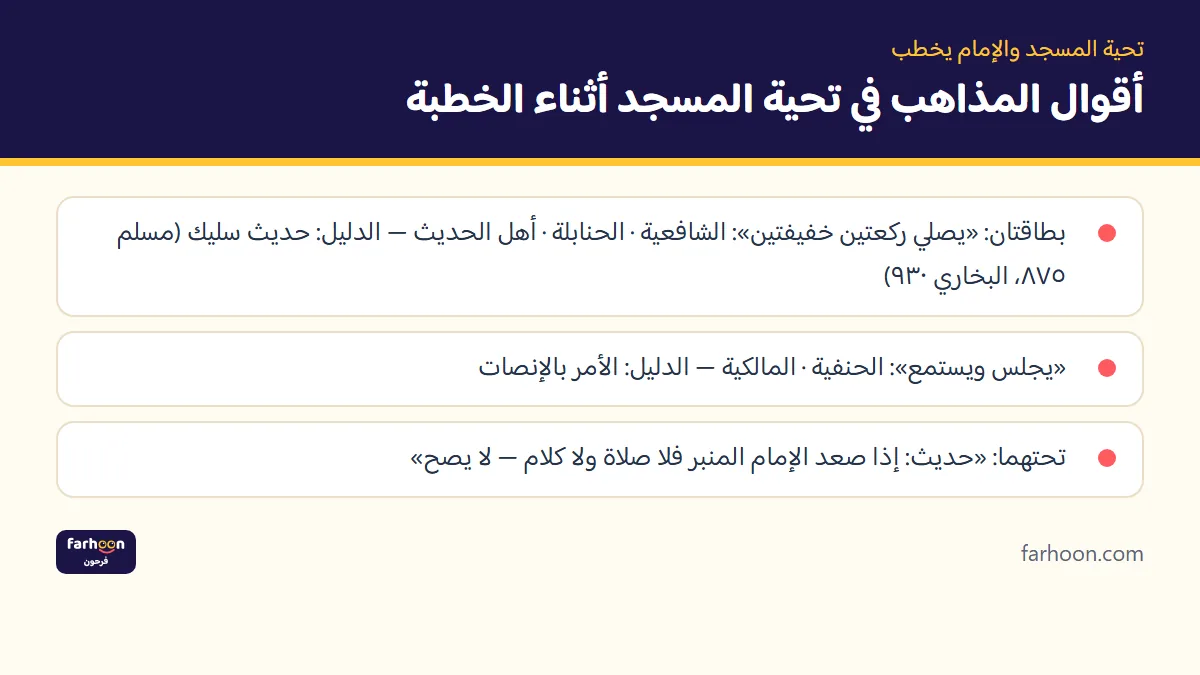 تحية المسجد والإمام يخطب
أقوال المذاهب في تحية المسجد أثناء الخطبة
بطاقتان: «يصلي ركعتين خفيفتين»: الشافعية · الحنابلة · أهل الحديث — الدليل: حديث سليك (مسلم
٨٧٥، البخاري ٩٣٠)
«يجلس ويستمع»: الحنفية · المالكية — الدليل: الأمر بالإنصات
تحتهما: «حديث: إذا صعد الإمام المنبر فلا صلاة ولا كلام — لا يصح»
farhoon.com
farhoon
فرحون